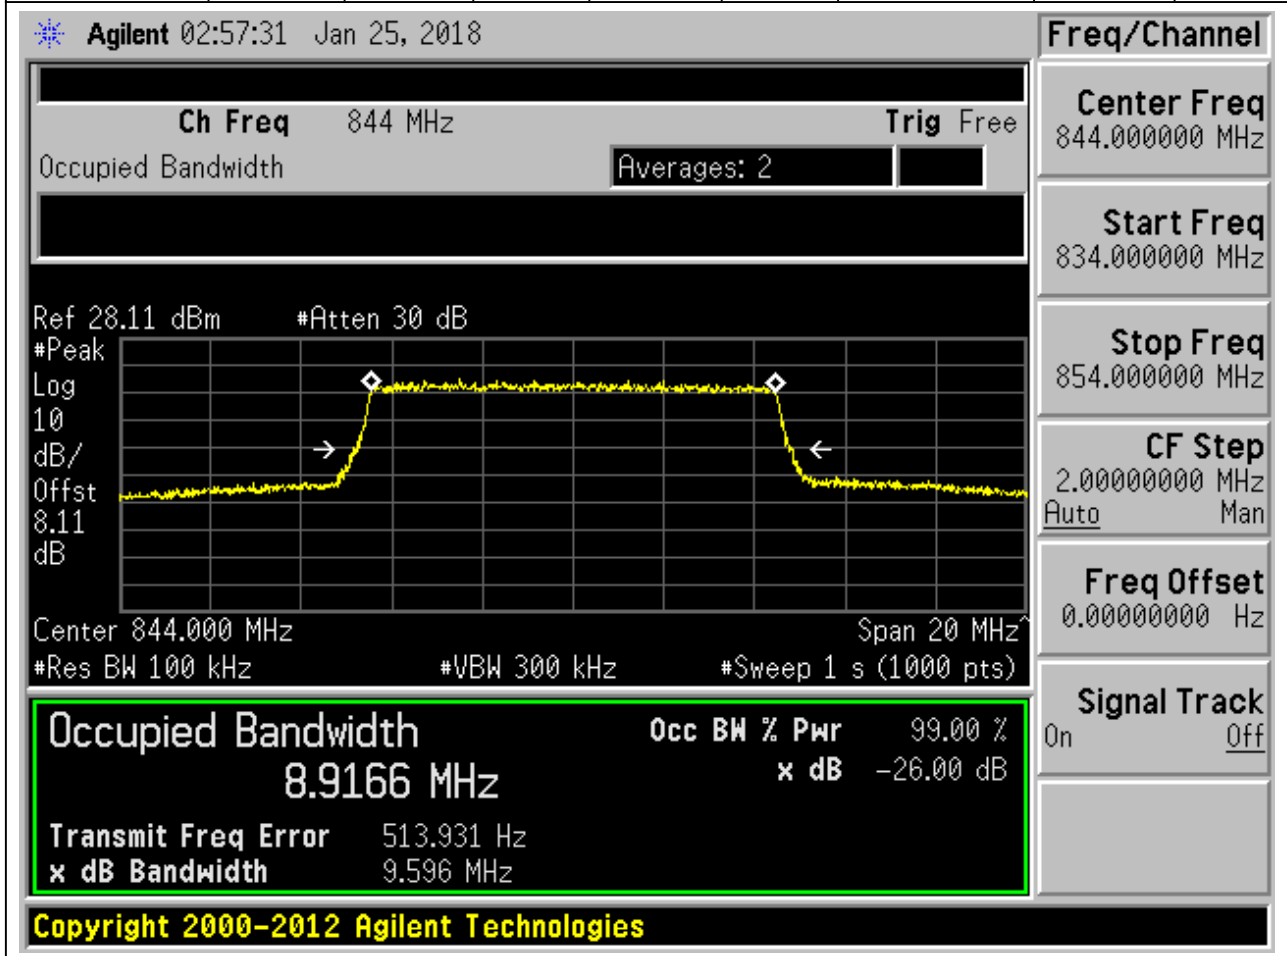 Agilent 02:57:31 Jan 25, 2018
Freq/Channel
Ch Freq 844 MHz Trig Free
Occupied Bandwidth Averages: 2
Center Freq
844.000000 MHz
Start Freq
834.000000 MHz
Stop Freq
854.000000 MHz
CF Step
2.00000000 MHz
Auto Man
Freq Offset
0.00000000 Hz
Signal Track
On Off
Ref 28.11 dBm #Atten 30 dB
#Peak
Log
10
dB/
Offst
8.11
dB
Center 844.000 MHz Span 20 MHz^
#Res BW 100 kHz #VBW 300 kHz #Sweep 1 s (1000 pts)
Occupied Bandwidth Occ BW % Pwr 99.00 %
8.9166 MHz x dB -26.00 dB
Transmit Freq Error 513.931 Hz
x dB Bandwidth 9.596 MHz
Copyright 2000-2012 Agilent Technologies